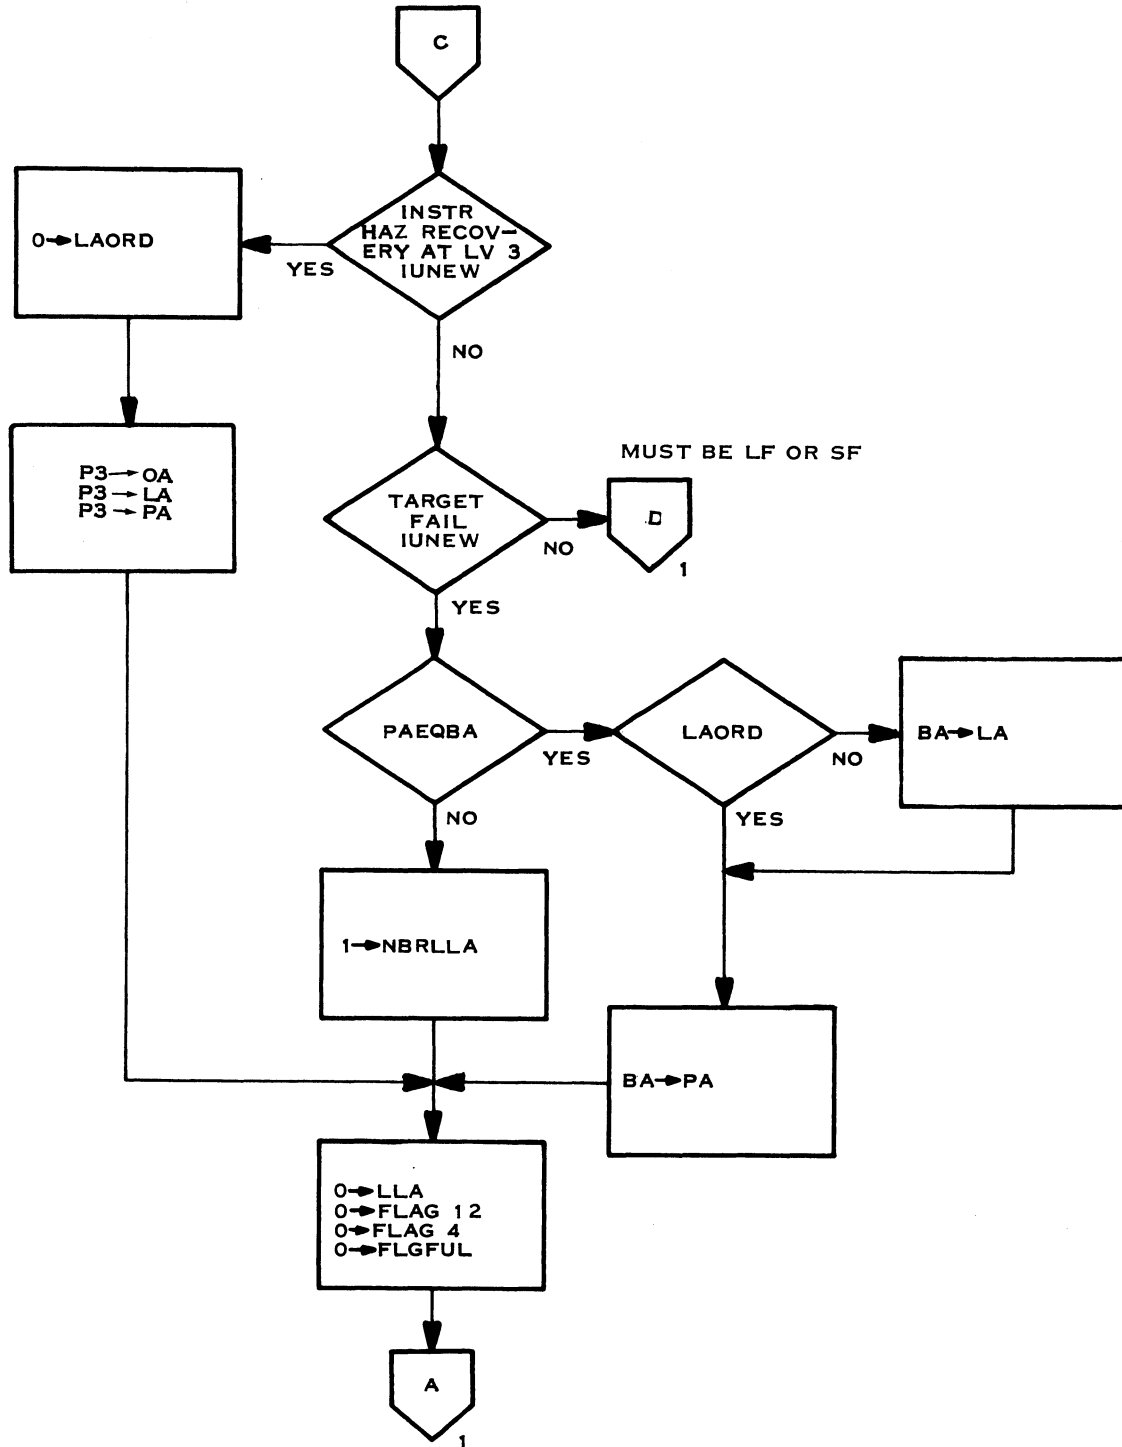 C
INSTR
HAZ RECOV-
ERY AT LV 3
IUNEW
YES
0→LAORD
NO
P3→OA
P3→LA
P3→PA
MUST BE LF OR SF
TARGET
FAIL
IUNEW
NO
D
1
YES
PAEQBA
YES
LAORD
NO
BA→LA
NO
YES
1→NBRLLA
BA→PA
0→LLA
0→FLAG 12
0→FLAG 4
0→FLGFUL
A
1